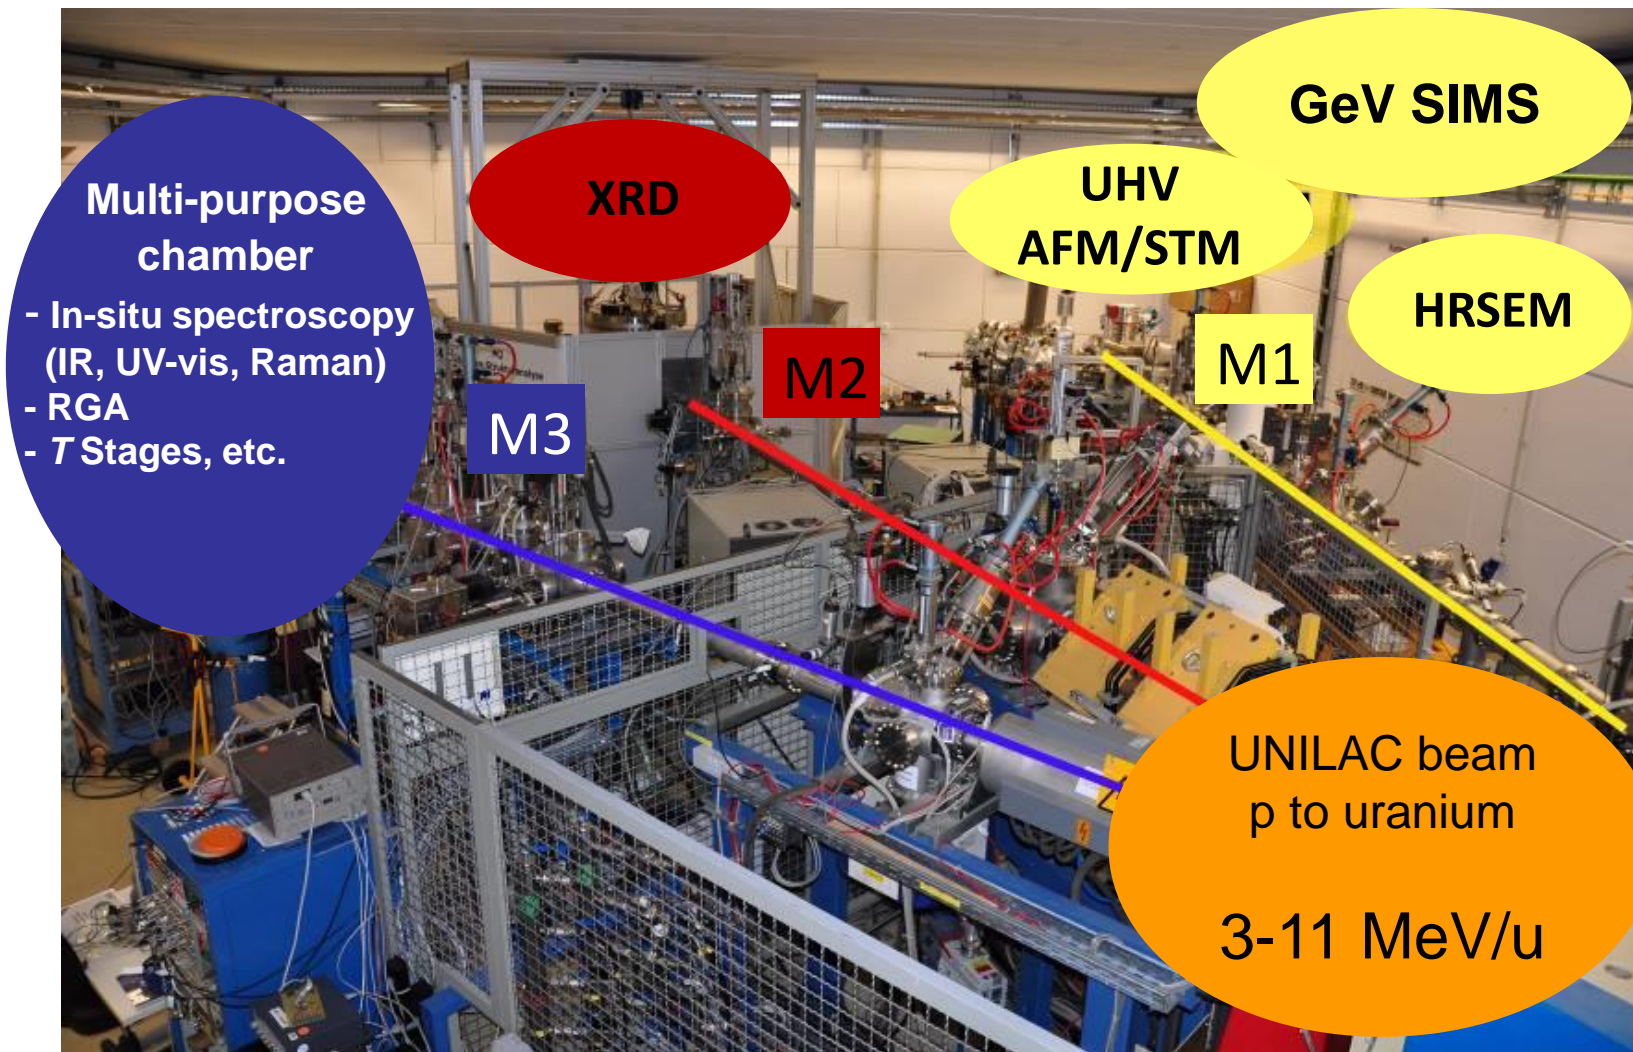 GeV SIMS
UHV
AFM/STM
XRD
HRSEM
Multi-purpose
chamber
- In-situ spectroscopy
(IR, UV-vis, Raman)
- RGA
- T Stages, etc.
M1
M2
M3
UNILAC beam
p to uranium
3-11 MeV/u